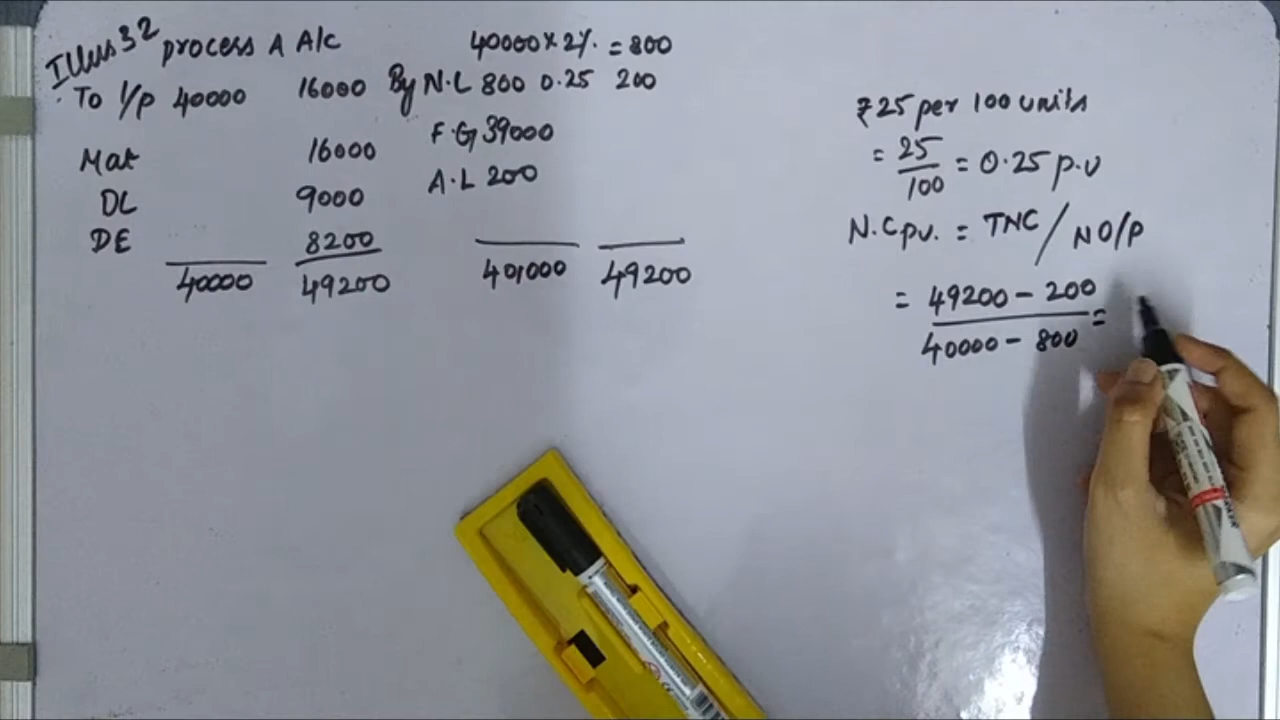 Illus 32 process A A/c
40000 × 2% = 800
To I/p 40000 16000 By N.L 800 0.25 200
F.G 39000
Mat 16000
A.L 200
DL 9000
DE 8200
40000 49200 401000 49200
₹25 per 100 units
= 25/100 = 0.25 p.u
N.C pu. = TNC / NO/P
= 49200 - 200 / 40000 - 800 =